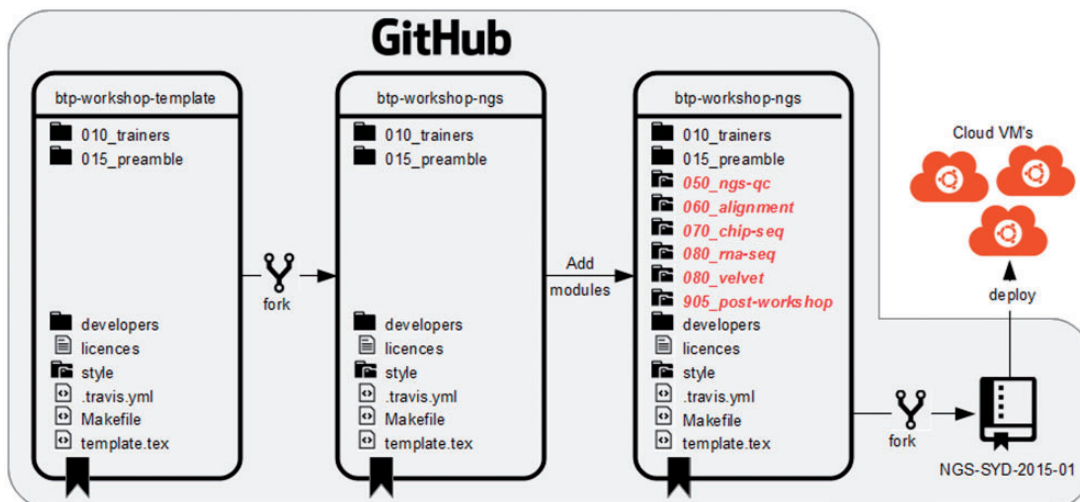 GitHub
btp-workshop-template
010_trainers
015_preamble
developers
licences
style
.travis.yml
Makefile
template.tex
fork
btp-workshop-ngs
010_trainers
015_preamble
developers
licences
style
.travis.yml
Makefile
template.tex
Add
modules
btp-workshop-ngs
010_trainers
015_preamble
050_ngs-qc
060_alignment
070_chip-seq
080_rna-seq
080_velvet
905_post-workshop
developers
licences
style
.travis.yml
Makefile
template.tex
fork
Cloud VM's
deploy
NGS-SYD-2015-01